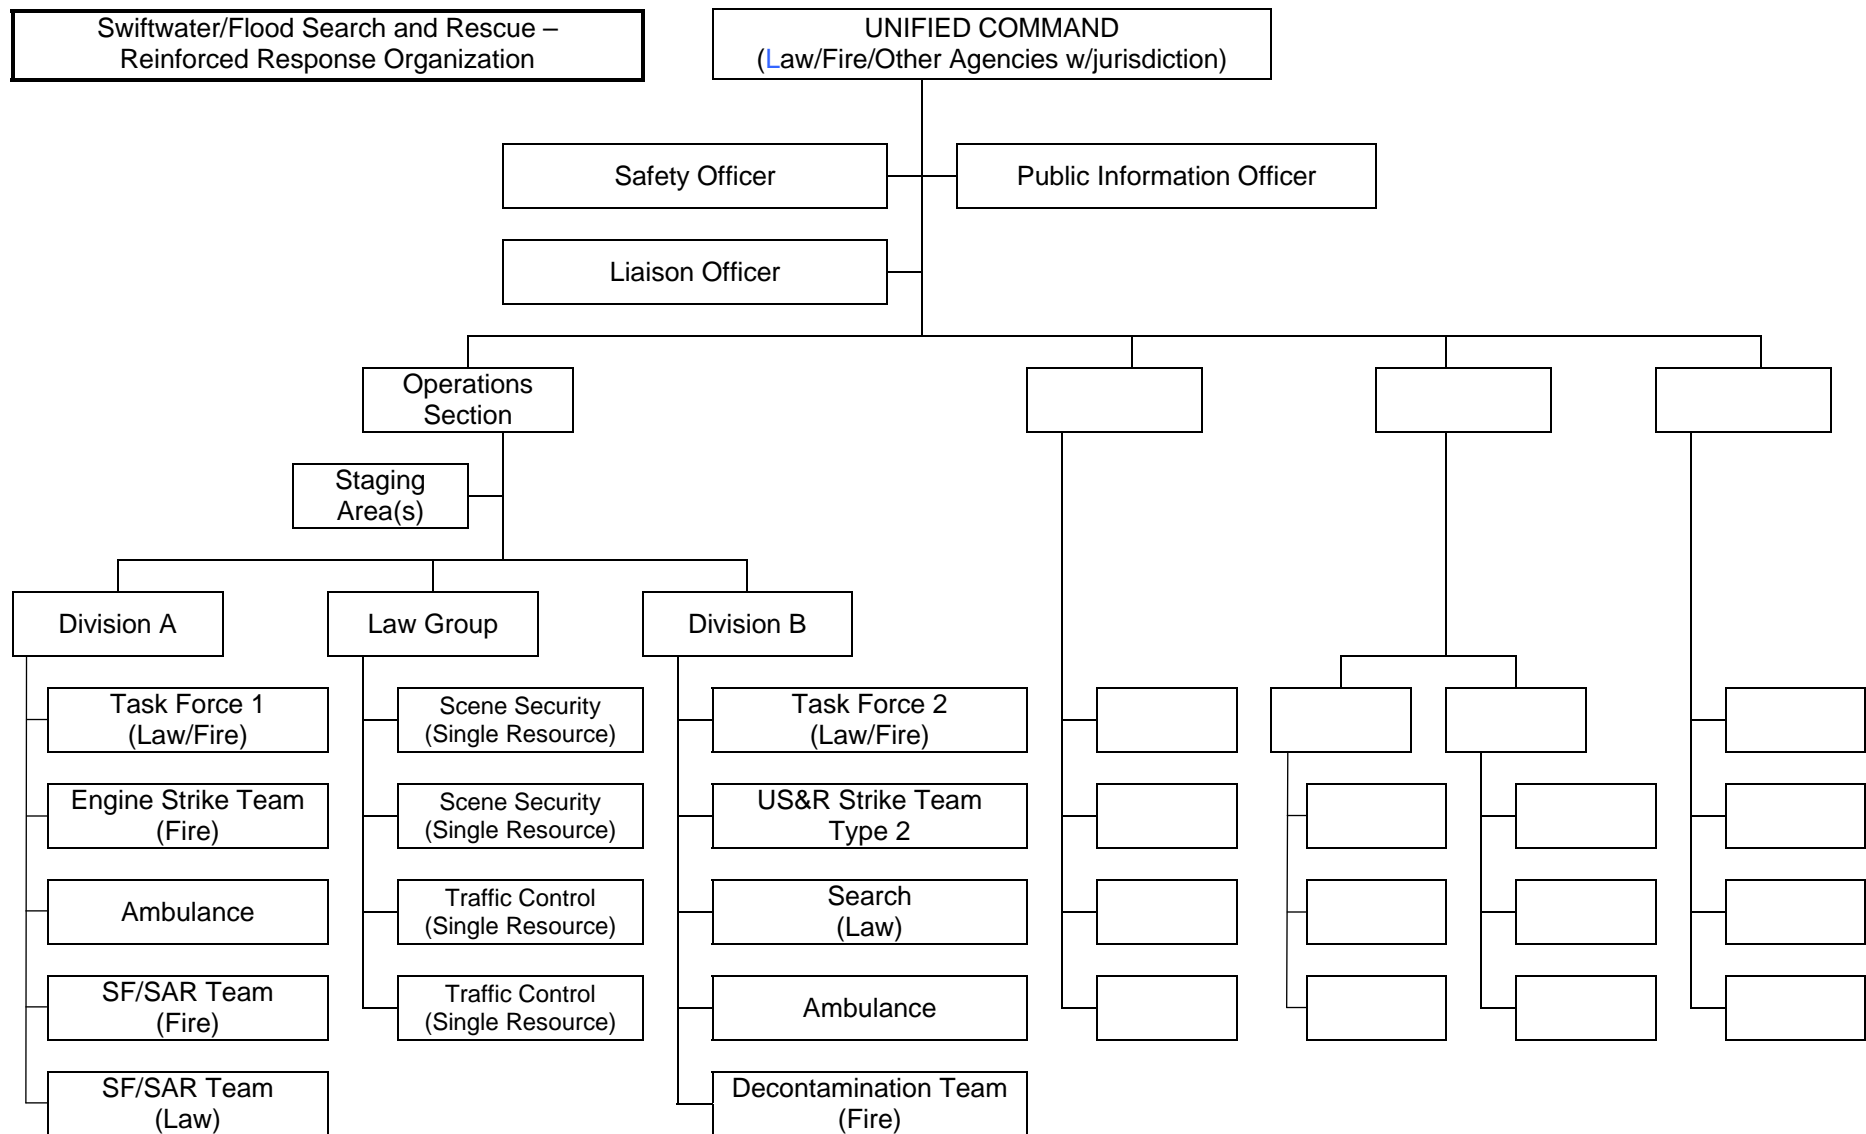 Swiftwater/Flood Search and Rescue –
Reinforced Response Organization
UNIFIED COMMAND
(Law/Fire/Other Agencies w/jurisdiction)
Safety Officer
Public Information Officer
Liaison Officer
Operations
Section
Staging
Area(s)
Division A
Law Group
Division B
Task Force 1
(Law/Fire)
Engine Strike Team
(Fire)
Ambulance
SF/SAR Team
(Fire)
SF/SAR Team
(Law)
Scene Security
(Single Resource)
Scene Security
(Single Resource)
Traffic Control
(Single Resource)
Traffic Control
(Single Resource)
Task Force 2
(Law/Fire)
US&R Strike Team
Type 2
Search
(Law)
Ambulance
Decontamination Team
(Fire)